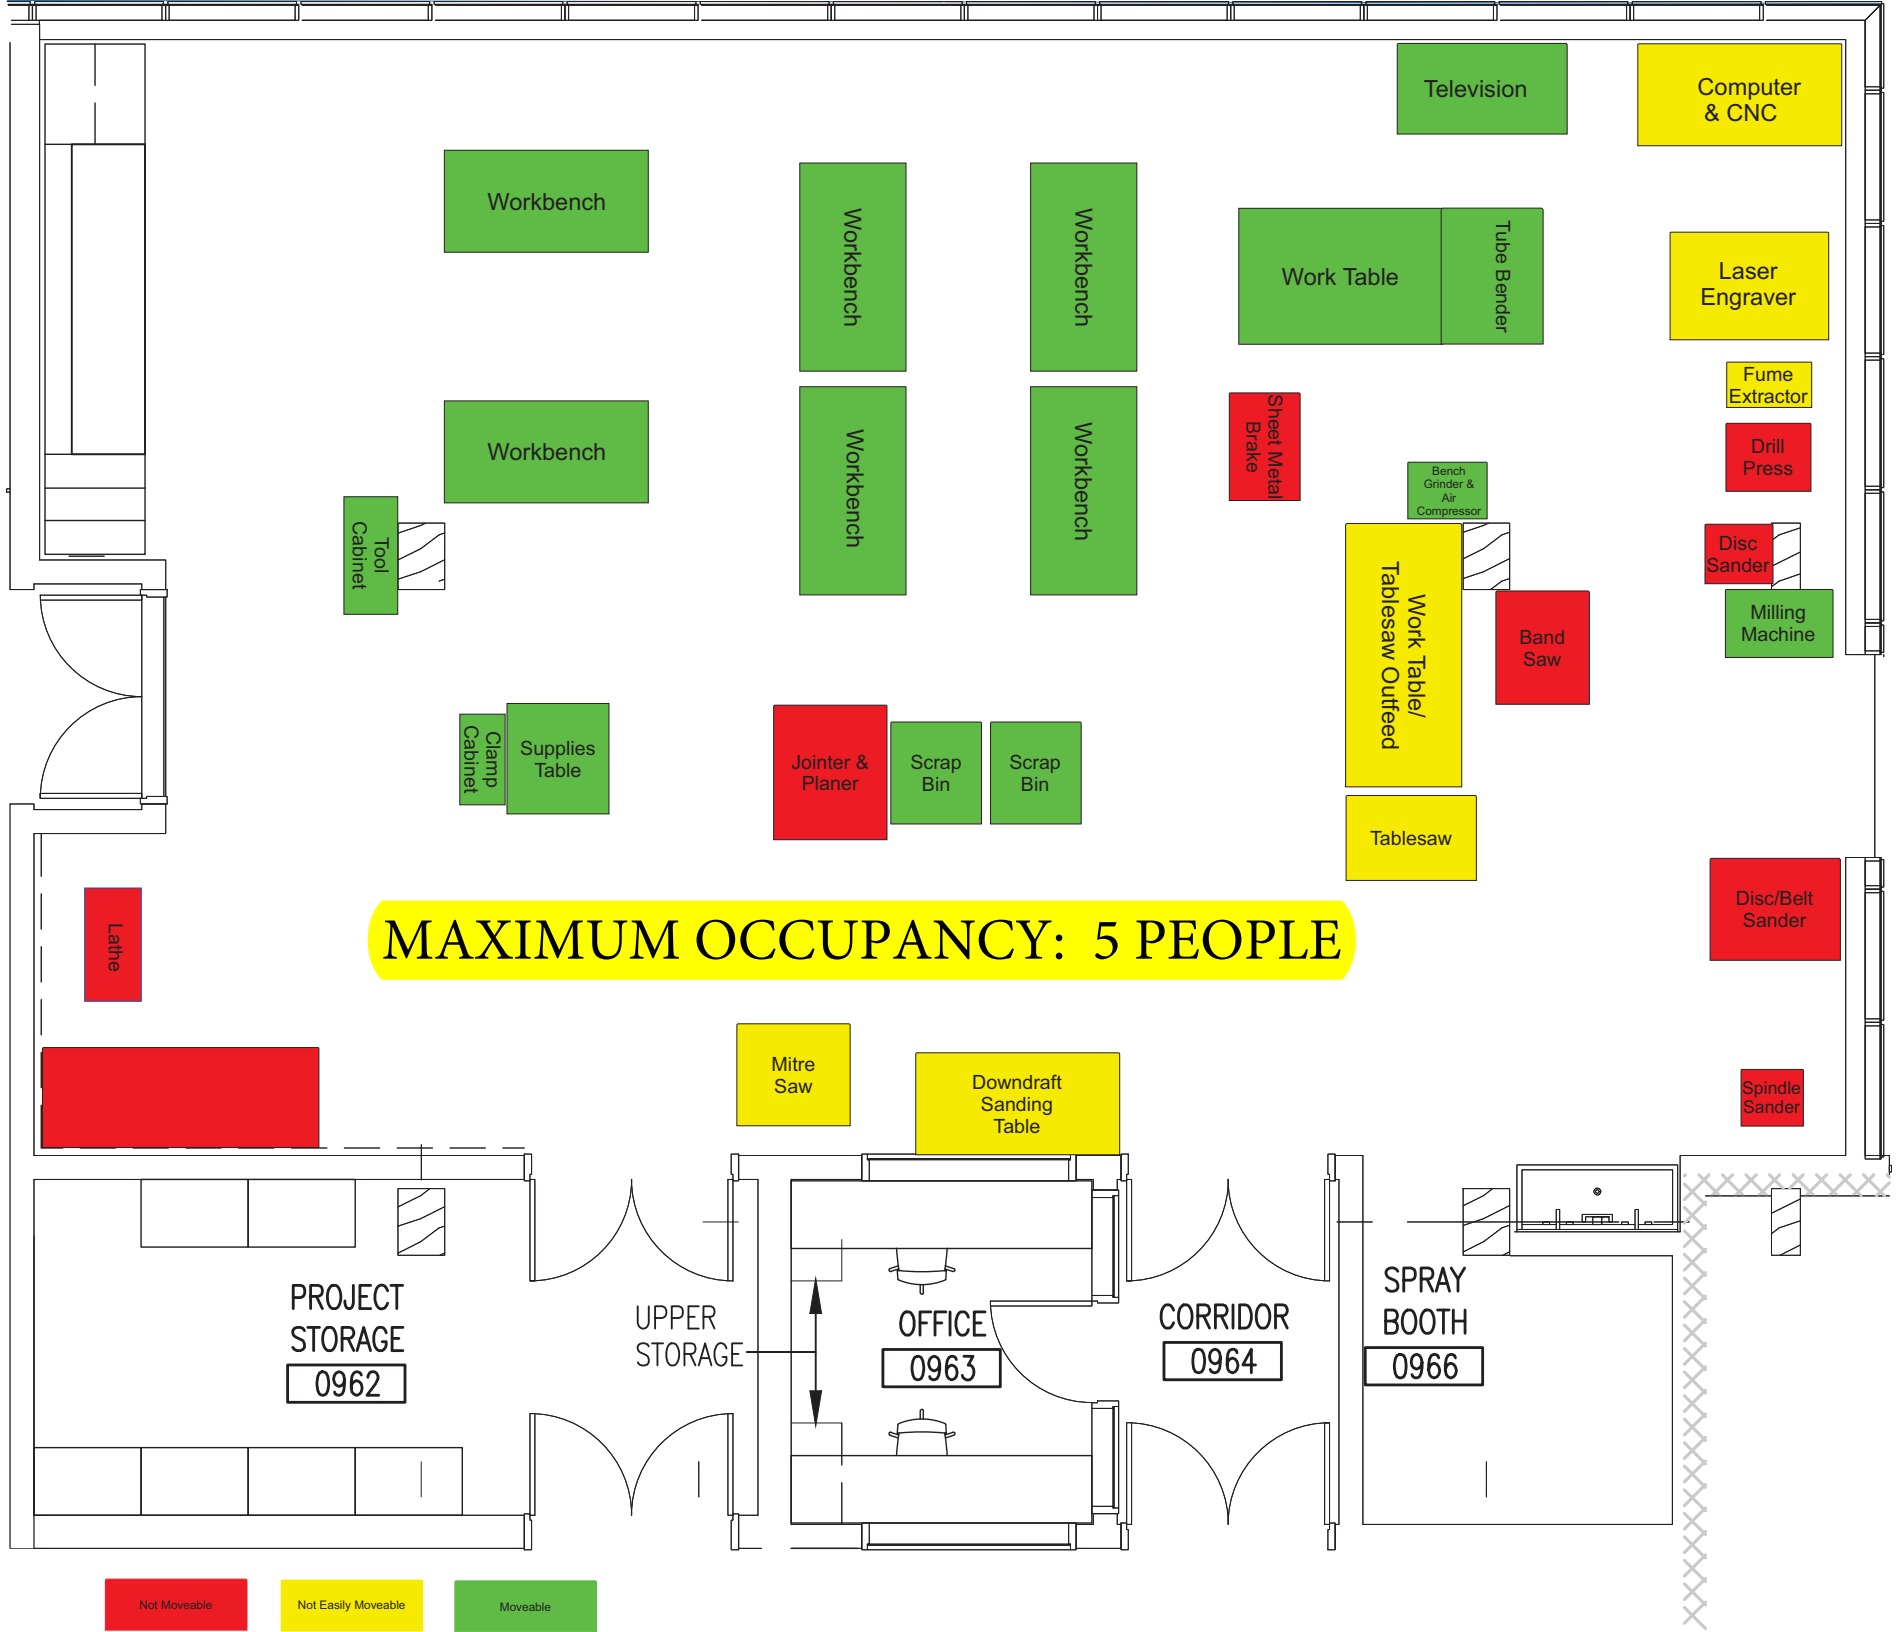 Television
Computer
& CNC
Workbench
Workbench
Workbench
Work Table
Tube Bender
Laser
Engraver
Fume
Extractor
Sheet Metal
Brake
Workbench
Workbench
Workbench
Drill
Press
Bench
Grinder &
Air
Compressor
Tool
Cabinet
Disc
Sander
Work Table/
Tablesaw Outfeed
Milling
Machine
Band
Saw
Clamp
Cabinet
Supplies
Table
Jointer &
Planer
Scrap
Bin
Scrap
Bin
Tablesaw
Disc/Belt
Sander
Lathe
MAXIMUM OCCUPANCY: 5 PEOPLE
Mitre
Saw
Downdraft
Sanding
Table
Spindle
Sander
PROJECT
STORAGE
0962
UPPER
STORAGE
OFFICE
0963
CORRIDOR
0964
SPRAY
BOOTH
0966
Not Moveable
Not Easily Moveable
Moveable